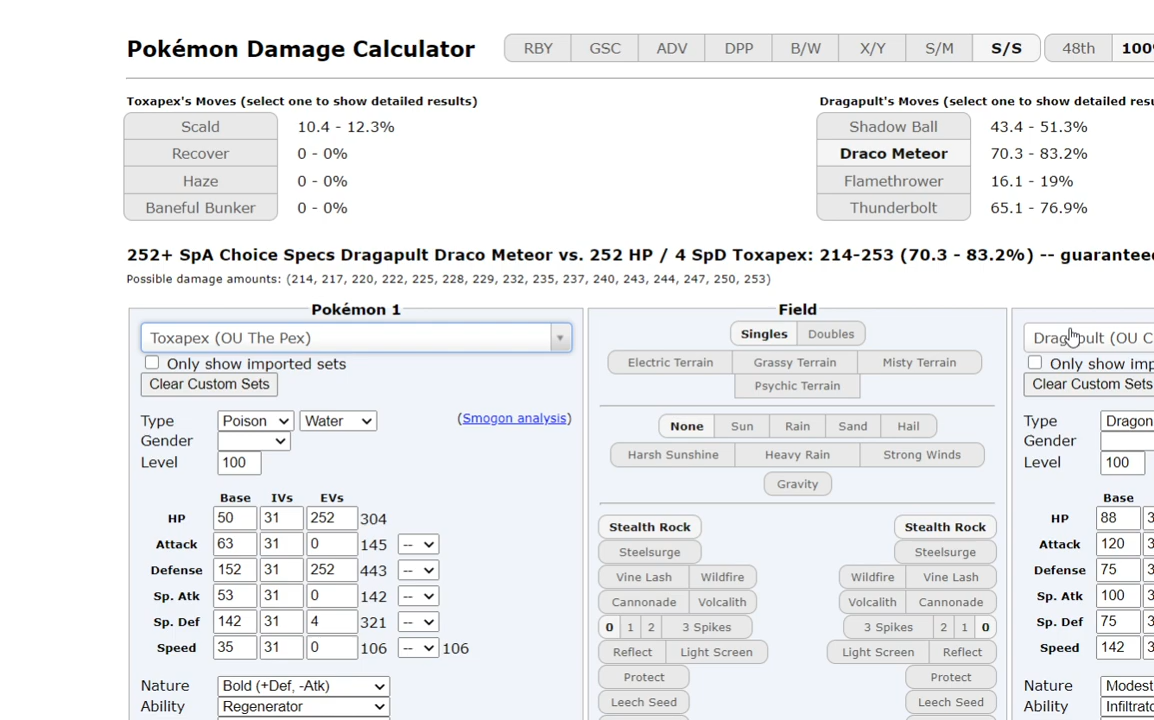 Pokémon Damage Calculator RBY GSC ADV DPP B/W X/Y S/M S/S 48th
Toxapex's Moves (select one to show detailed results) Dragapult's Moves (select one to show detailed
Scald 10.4 - 12.3% Shadow Ball 43.4 - 51.3%
Recover 0 - 0% Draco Meteor 70.3 - 83.2%
Haze 0 - 0% Flamethrower 16.1 - 19%
Baneful Bunker 0 - 0% Thunderbolt 65.1 - 76.9%
252+ SpA Choice Specs Dragapult Draco Meteor vs. 252 HP / 4 SpD Toxapex: 214-253 (70.3 - 83.2%) -- guaranteed
Possible damage amounts: (214, 217, 220, 222, 225, 228, 229, 232, 235, 237, 240, 243, 244, 247, 250, 253)
Pokémon 1 Field
Toxapex (OU The Pex) Singles Doubles Dragapult (OU C
Only show imported sets Electric Terrain Grassy Terrain Misty Terrain Only show imp
Clear Custom Sets Psychic Terrain Clear Custom Sets
Type Poison Water (Smogon analysis) None Sun Rain Sand Hail Type Dragon
Gender Gender
Level 100 Harsh Sunshine Heavy Rain Strong Winds Level 100
Gravity
Base IVs EVs Base
HP 50 31 252 304 Stealth Rock Stealth Rock HP 88
Attack 63 31 0 145 -- Steelsurge Steelsurge Attack 120
Defense 152 31 252 443 -- Vine Lash Wildfire Wildfire Vine Lash Defense 75
Sp. Atk 53 31 0 142 -- Cannonade Volcalith Volcalith Cannonade Sp. Atk 100
Sp. Def 142 31 4 321 -- 0 1 2 3 Spikes 3 Spikes 2 1 0 Sp. Def 75
Speed 35 31 0 106 -- 106 Reflect Light Screen Light Screen Reflect Speed 142
Protect Protect
Nature Bold (+Def, -Atk) Leech Seed Leech Seed Nature Modest
Ability Regenerator Ability Infiltrato